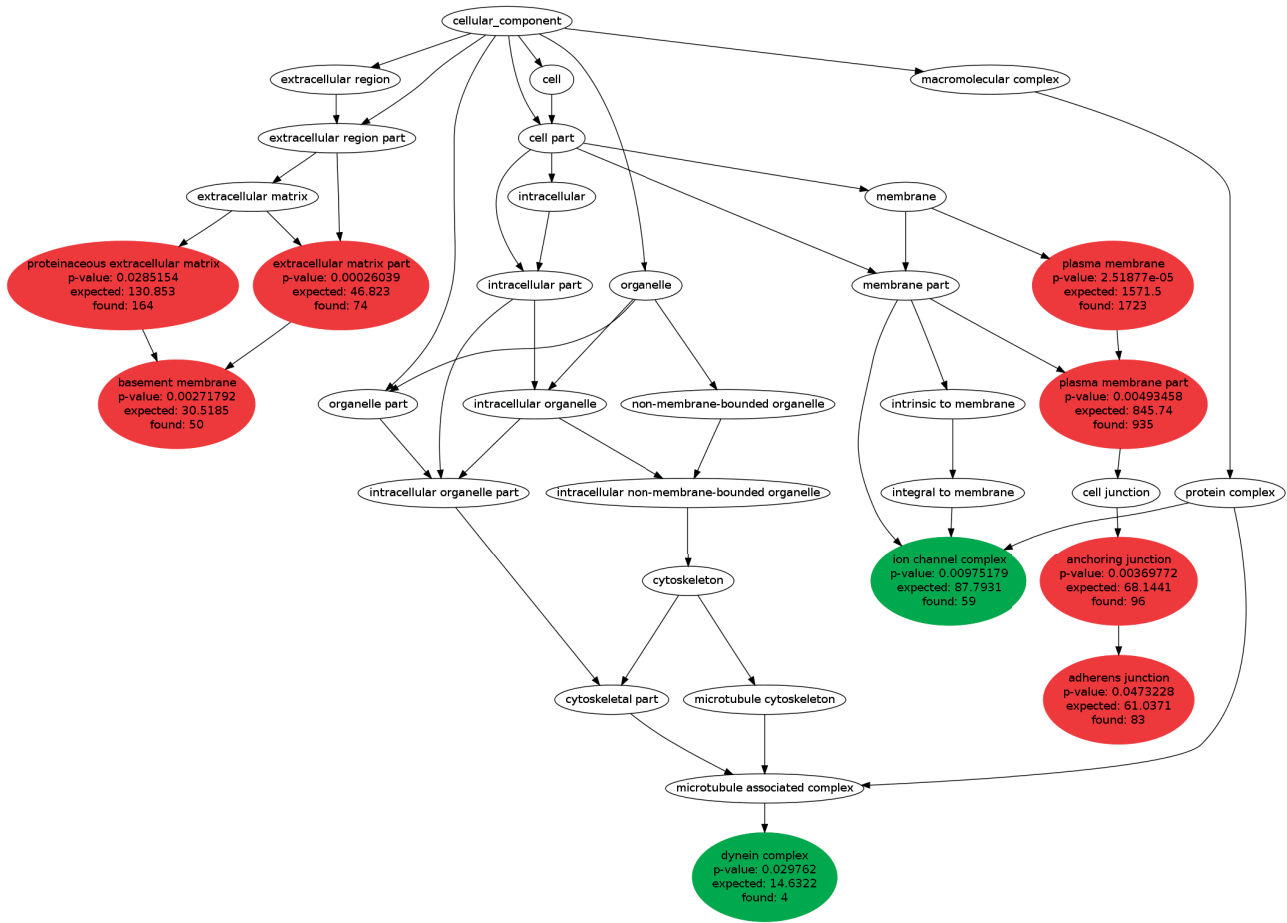 cellular_component
extracellular region
cell
macromolecular complex
extracellular region part
cell part
extracellular matrix
intracellular
membrane
proteinaceous extracellular matrix
p-value: 0.0285154
expected: 130.853
found: 164
extracellular matrix part
p-value: 0.00026039
expected: 46.823
found: 74
intracellular part
organelle
membrane part
plasma membrane
p-value: 2.51877e-05
expected: 1571.5
found: 1723
basement membrane
p-value: 0.00271792
expected: 30.5185
found: 50
organelle part
intracellular organelle
non-membrane-bounded organelle
intrinsic to membrane
plasma membrane part
p-value: 0.00493458
expected: 845.74
found: 935
intracellular organelle part
intracellular non-membrane-bounded organelle
integral to membrane
cell junction
protein complex
cytoskeleton
ion channel complex
p-value: 0.00975179
expected: 87.7931
found: 59
anchoring junction
p-value: 0.00369772
expected: 68.1441
found: 96
cytoskeletal part
microtubule cytoskeleton
adherens junction
p-value: 0.0473228
expected: 61.0371
found: 83
microtubule associated complex
dynein complex
p-value: 0.029762
expected: 14.6322
found: 4